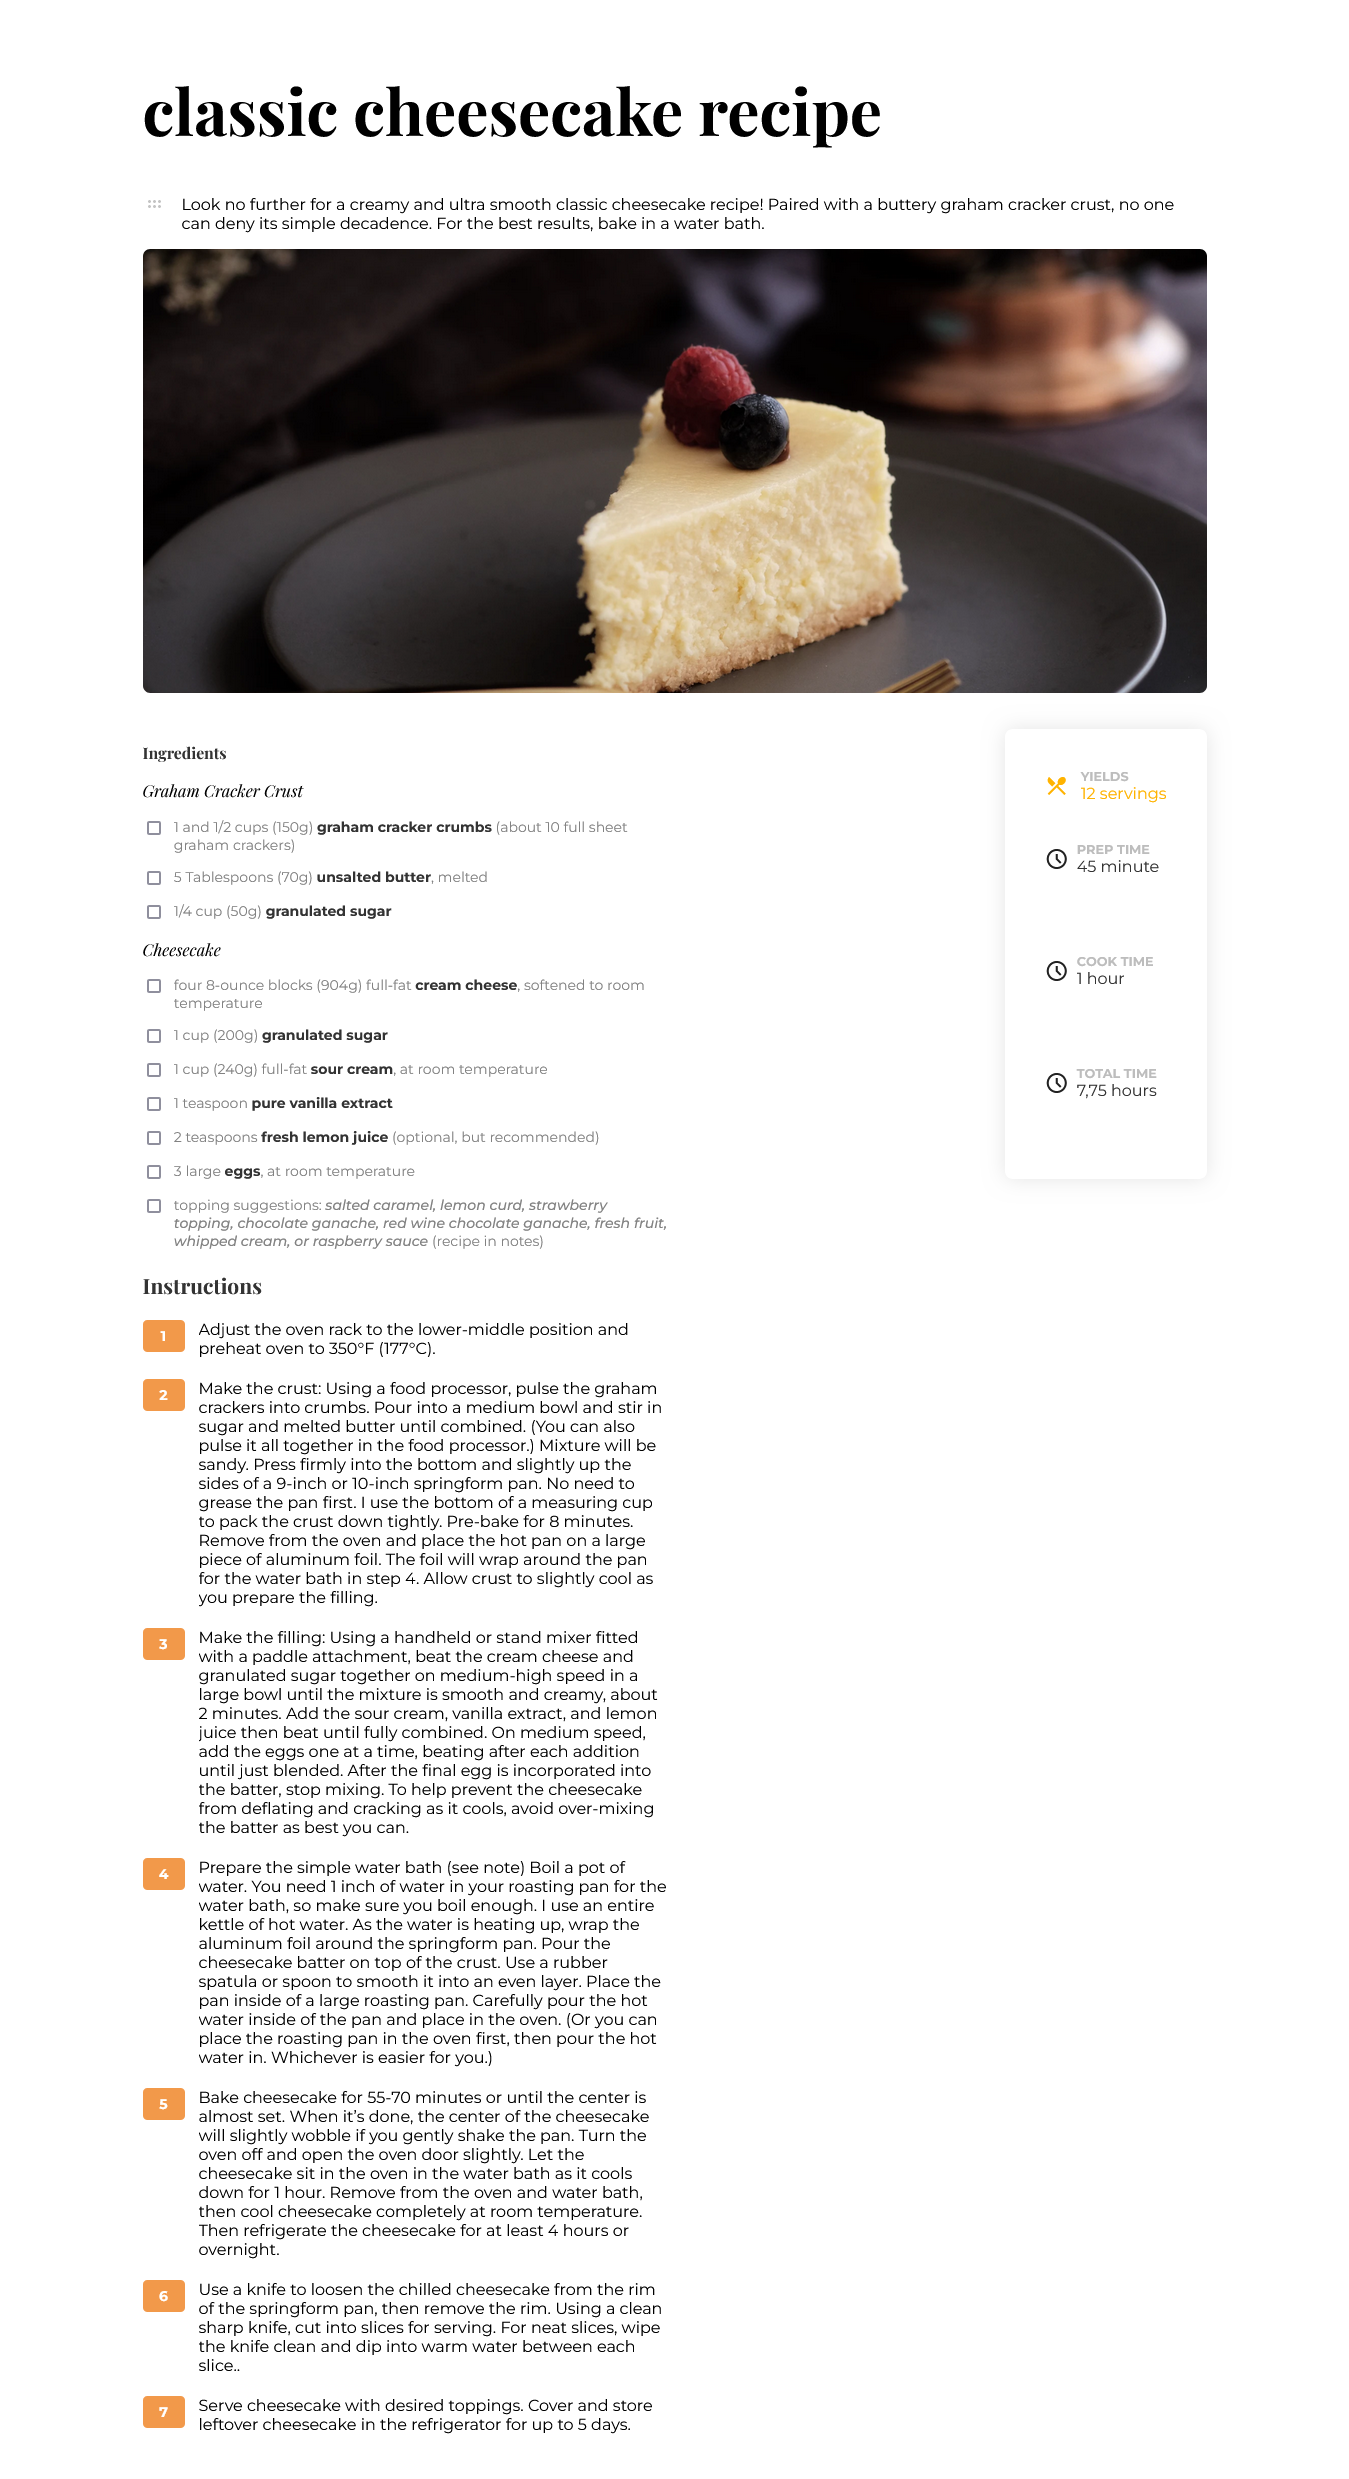 classic cheesecake recipe
Look no further for a creamy and ultra smooth classic cheesecake recipe! Paired with a buttery graham cracker crust, no one
can deny its simple decadence. For the best results, bake in a water bath.
Ingredients
Graham Cracker Crust
1 and 1/2 cups (150g) graham cracker crumbs (about 10 full sheet
graham crackers)
5 Tablespoons (70g) unsalted butter, melted
1/4 cup (50g) granulated sugar
Cheesecake
four 8-ounce blocks (904g) full-fat cream cheese, softened to room
temperature
1 cup (200g) granulated sugar
1 cup (240g) full-fat sour cream, at room temperature
1 teaspoon pure vanilla extract
2 teaspoons fresh lemon juice (optional, but recommended)
3 large eggs, at room temperature
topping suggestions: salted caramel, lemon curd, strawberry
topping, chocolate ganache, red wine chocolate ganache, fresh fruit,
whipped cream, or raspberry sauce (recipe in notes)
YIELDS
12 servings
PREP TIME
45 minute
COOK TIME
1 hour
TOTAL TIME
7,75 hours
Instructions
1
Adjust the oven rack to the lower-middle position and
preheat oven to 350°F (177°C).
2
Make the crust: Using a food processor, pulse the graham
crackers into crumbs. Pour into a medium bowl and stir in
sugar and melted butter until combined. (You can also
pulse it all together in the food processor.) Mixture will be
sandy. Press firmly into the bottom and slightly up the
sides of a 9-inch or 10-inch springform pan. No need to
grease the pan first. I use the bottom of a measuring cup
to pack the crust down tightly. Pre-bake for 8 minutes.
Remove from the oven and place the hot pan on a large
piece of aluminum foil. The foil will wrap around the pan
for the water bath in step 4. Allow crust to slightly cool as
you prepare the filling.
3
Make the filling: Using a handheld or stand mixer fitted
with a paddle attachment, beat the cream cheese and
granulated sugar together on medium-high speed in a
large bowl until the mixture is smooth and creamy, about
2 minutes. Add the sour cream, vanilla extract, and lemon
juice then beat until fully combined. On medium speed,
add the eggs one at a time, beating after each addition
until just blended. After the final egg is incorporated into
the batter, stop mixing. To help prevent the cheesecake
from deflating and cracking as it cools, avoid over-mixing
the batter as best you can.
4
Prepare the simple water bath (see note) Boil a pot of
water. You need 1 inch of water in your roasting pan for the
water bath, so make sure you boil enough. I use an entire
kettle of hot water. As the water is heating up, wrap the
aluminum foil around the springform pan. Pour the
cheesecake batter on top of the crust. Use a rubber
spatula or spoon to smooth it into an even layer. Place the
pan inside of a large roasting pan. Carefully pour the hot
water inside of the pan and place in the oven. (Or you can
place the roasting pan in the oven first, then pour the hot
water in. Whichever is easier for you.)
5
Bake cheesecake for 55-70 minutes or until the center is
almost set. When it’s done, the center of the cheesecake
will slightly wobble if you gently shake the pan. Turn the
oven off and open the oven door slightly. Let the
cheesecake sit in the oven in the water bath as it cools
down for 1 hour. Remove from the oven and water bath,
then cool cheesecake completely at room temperature.
Then refrigerate the cheesecake for at least 4 hours or
overnight.
6
Use a knife to loosen the chilled cheesecake from the rim
of the springform pan, then remove the rim. Using a clean
sharp knife, cut into slices for serving. For neat slices, wipe
the knife clean and dip into warm water between each
slice..
7
Serve cheesecake with desired toppings. Cover and store
leftover cheesecake in the refrigerator for up to 5 days.